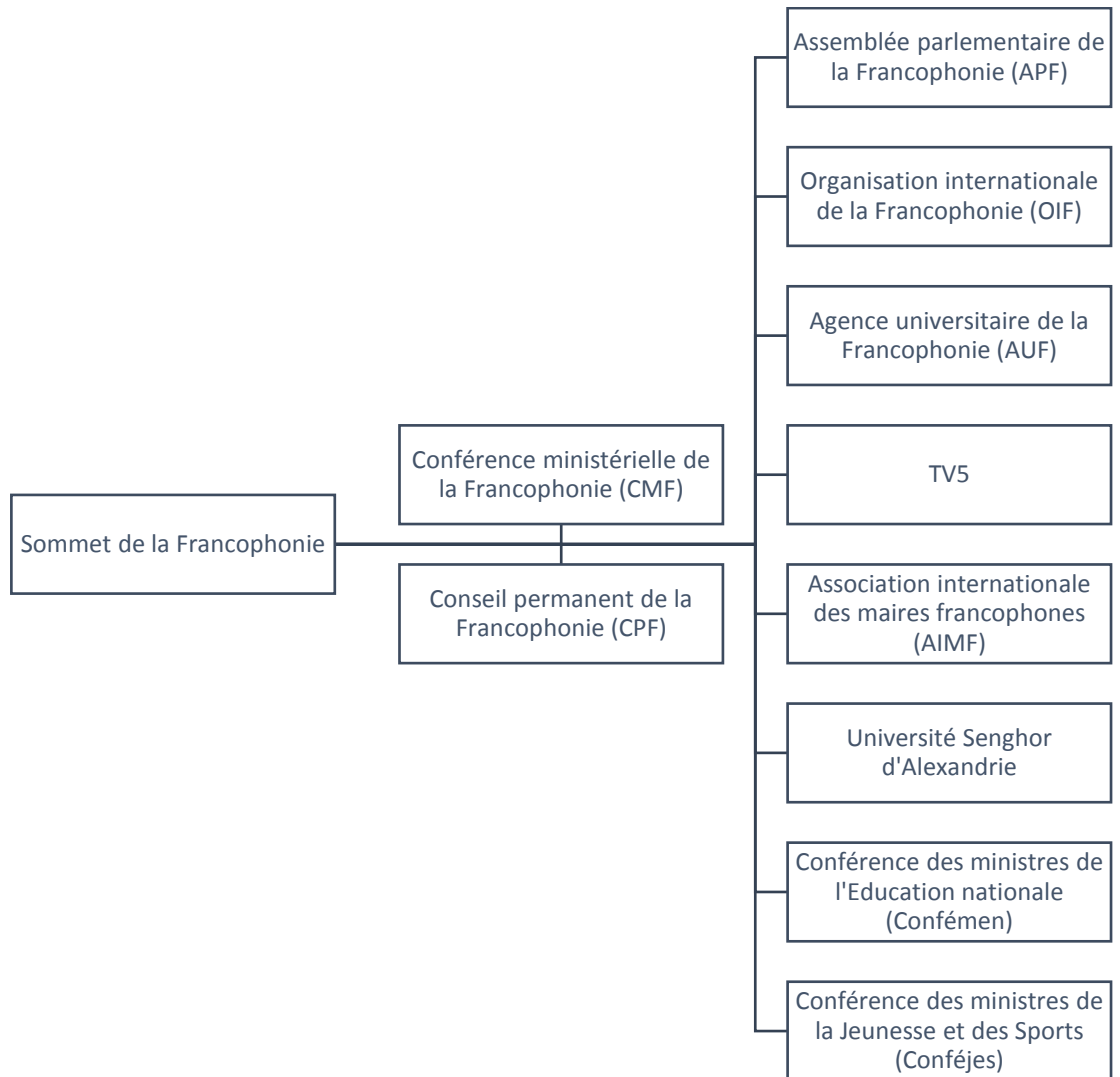 Sommet de la Francophonie
Conférence ministérielle de
la Francophonie (CMF)
Conseil permanent de la
Francophonie (CPF)
Assemblée parlementaire de
la Francophonie (APF)
Organisation internationale
de la Francophonie (OIF)
Agence universitaire de la
Francophonie (AUF)
TV5
Association internationale
des maires francophones
(AIMF)
Université Senghor
d'Alexandrie
Conférence des ministres de
l'Education nationale
(Confémen)
Conférence des ministres de
la Jeunesse et des Sports
(Conféjes)